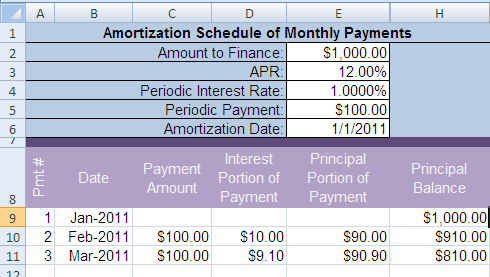 A B C D E H
1 Amortization Schedule of Monthly Payments
2 Amount to Finance: $1,000.00
3 APR: 12.00%
4 Periodic Interest Rate: 1.0000%
5 Periodic Payment: $100.00
6 Amortization Date: 1/1/2011
7
8 Pmt # Date Payment Amount Interest Portion of Payment Principal Portion of Payment Principal Balance
9 1 Jan-2011 $1,000.00
10 2 Feb-2011 $100.00 $10.00 $90.00 $910.00
11 3 Mar-2011 $100.00 $9.10 $90.90 $810.00
12